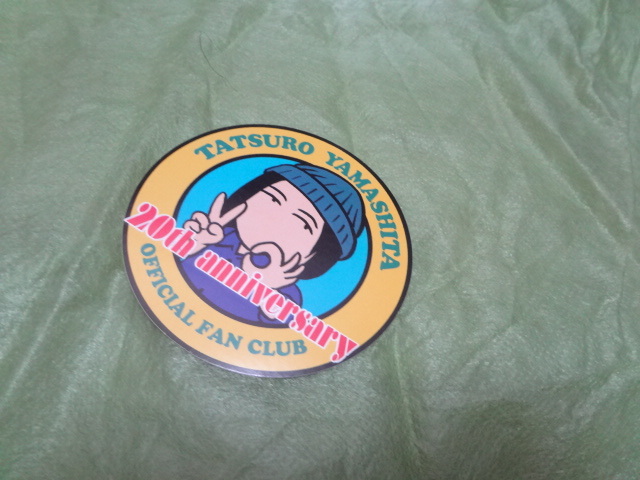 TATSURO YAMASHITA
20th anniversary
OFFICIAL FAN CLUB